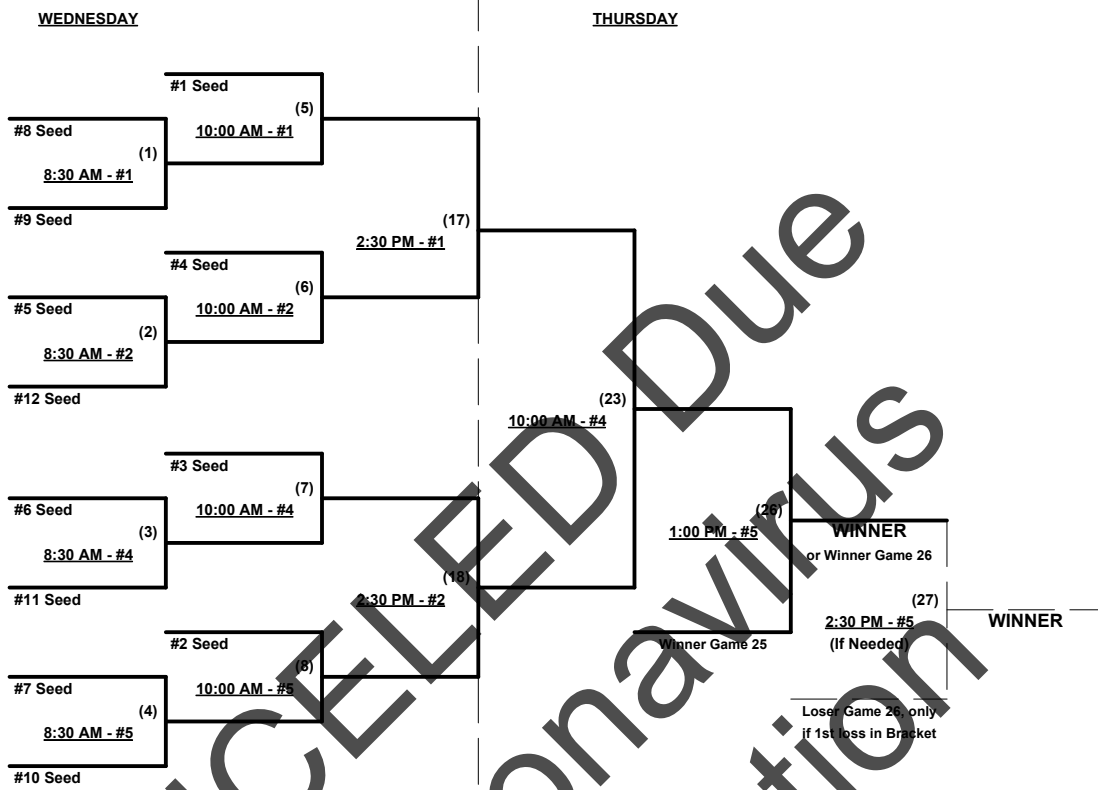 WEDNESDAY
THURSDAY
#1 Seed
(5)
10:00 AM - #1
#8 Seed
(1)
8:30 AM - #1
#9 Seed
(17)
2:30 PM - #1
#4 Seed
(6)
10:00 AM - #2
#5 Seed
(2)
8:30 AM - #2
#12 Seed
(23)
10:00 AM - #4
#3 Seed
(7)
10:00 AM - #4
#6 Seed
(3)
8:30 AM - #4
#11 Seed
(18)
2:30 PM - #2
#2 Seed
(8)
10:00 AM - #5
#7 Seed
(4)
8:30 AM - #5
#10 Seed
(26)
1:00 PM - #5
WINNER
or Winner Game 26
Winner Game 25
(27)
2:30 PM - #5
(If Needed)
WINNER
Loser Game 26, only
if 1st loss in Bracket
CELED Due
onavirus
tion